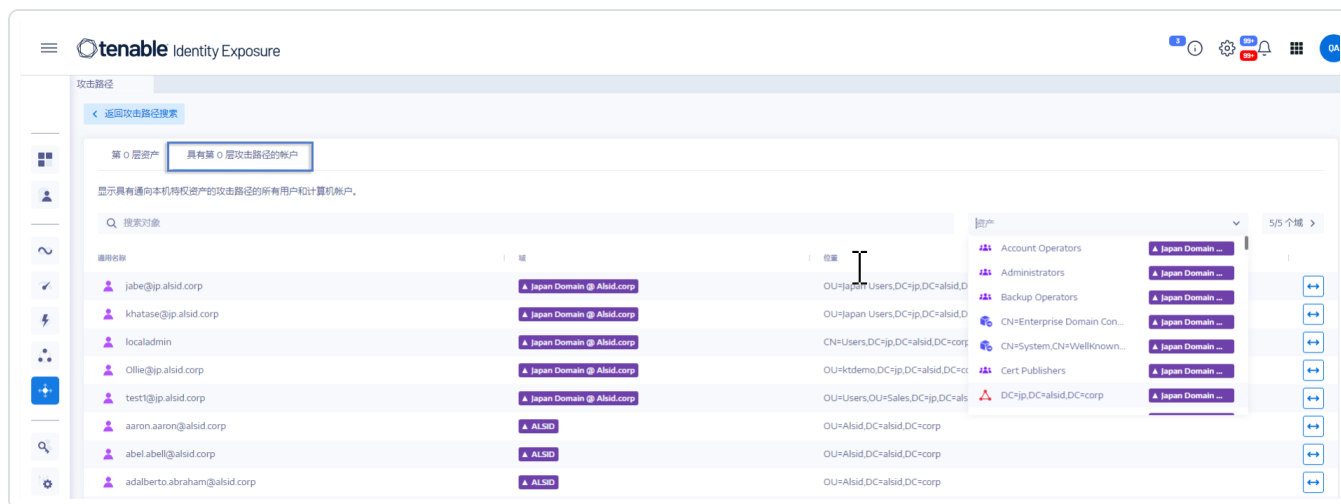 tenable Identity Exposure
3
99+
99+
QA
攻击路径
返回攻击路径搜索
第 0 层资产
具有第 0 层攻击路径的帐户
显示具有通向本机特权资产的攻击路径的所有用户和计算机帐户。
搜索对象
资产
5/5 个域
通用名称
域
位置
Account Operators
Japan Domain ...
Administrators
Japan Domain ...
jabe@jp.alsid.corp
Japan Domain @ Alsid.corp
OU=Japan Users,DC=jp,DC=alsid,D
Backup Operators
Japan Domain ...
khatase@jp.alsid.corp
Japan Domain @ Alsid.corp
OU=Japan Users,DC=jp,DC=alsid,D
CN=Enterprise Domain Con...
Japan Domain ...
localadmin
Japan Domain @ Alsid.corp
CN=Users,DC=jp,DC=alsid,DC=corp
CN=System,CN=WellKnown...
Japan Domain ...
Ollie@jp.alsid.corp
Japan Domain @ Alsid.corp
OU=ktdemo,DC=jp,DC=alsid,DC=co
Cert Publishers
Japan Domain ...
test1@jp.alsid.corp
Japan Domain @ Alsid.corp
OU=Users,OU=Sales,DC=jp,DC=als
DC=jp,DC=alsid,DC=corp
Japan Domain ...
aaron.aaron@alsid.corp
ALSID
OU=Alsid,DC=alsid,DC=corp
abel.abell@alsid.corp
ALSID
OU=Alsid,DC=alsid,DC=corp
adalberto.abraham@alsid.corp
ALSID
OU=Alsid,DC=alsid,DC=corp